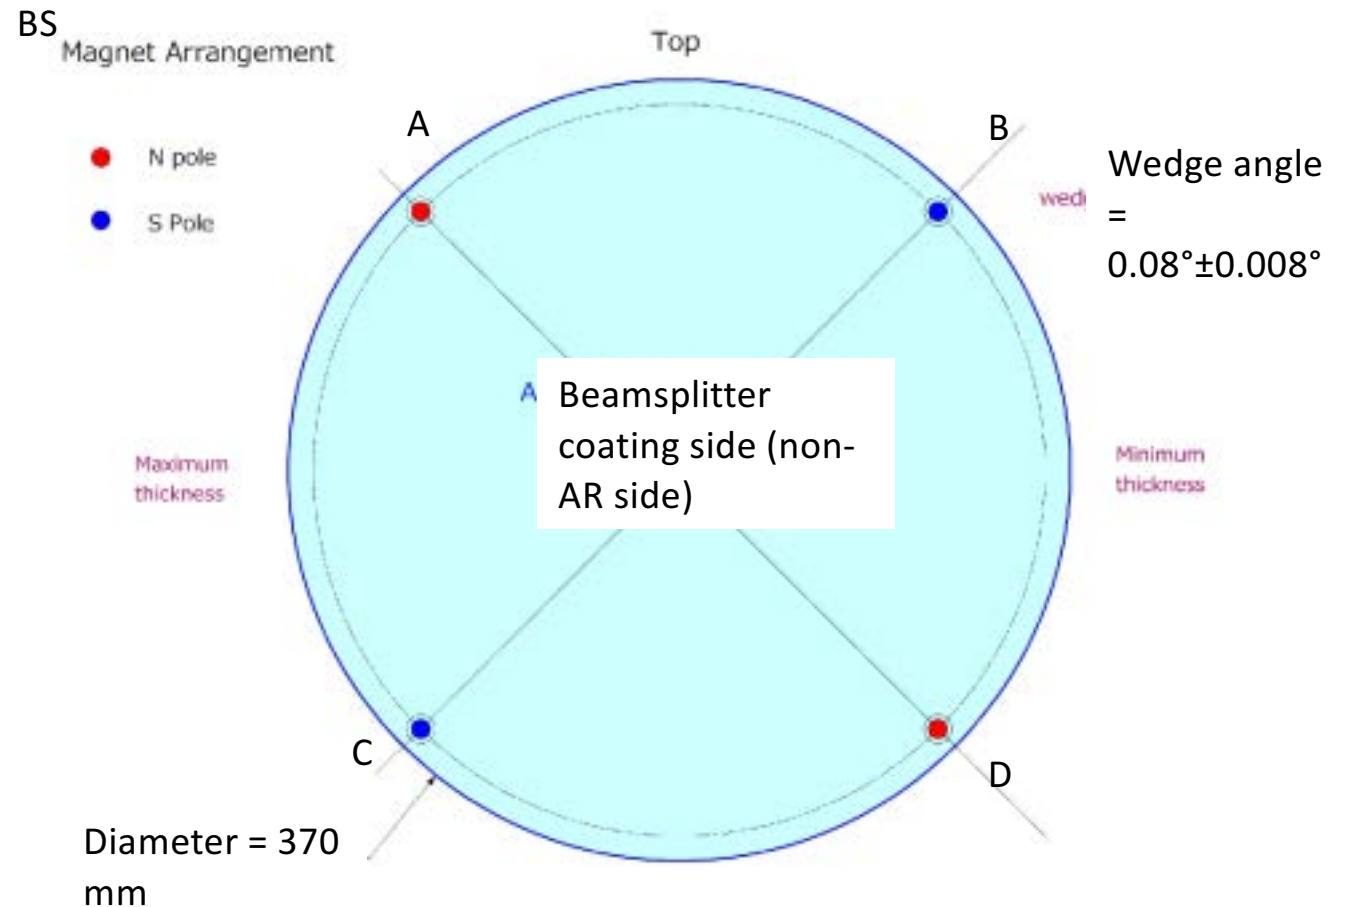 BS
Magnet Arrangement
Top
A
B
N pole
S Pole
Wedge angle
=
0.08°±0.008°
A
Beamsplitter
coating side (non-
AR side)
Maximum
thickness
Minimum
thickness
C
D
Diameter = 370
mm